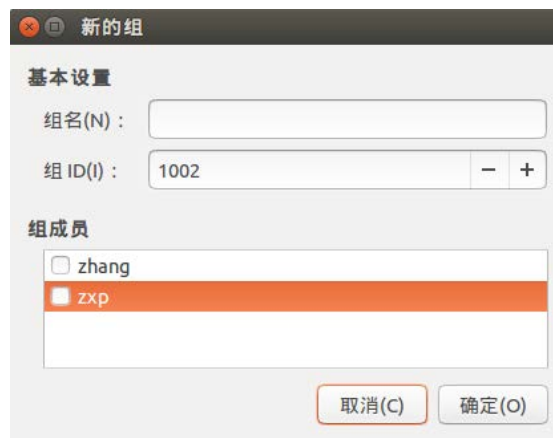 新的组
基本设置
组名(N)：
组 ID(I)： 1002 − +
组成员
zhang
zxp
取消(C) 确定(O)